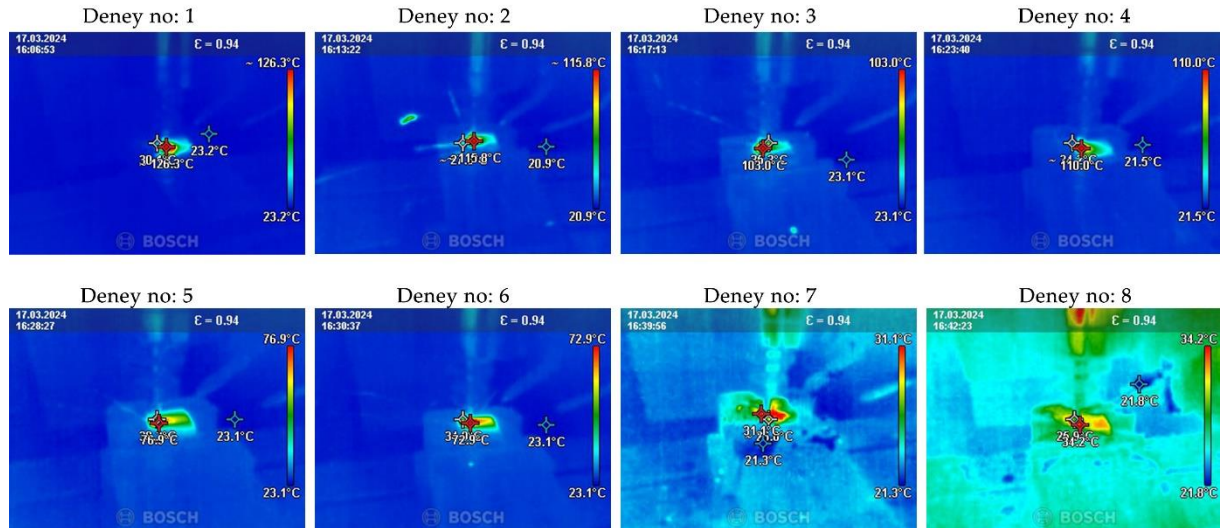 Deney no: 1
17.03.2024
16:06:53
Ɛ = 0.94
~ 126.3°C
23.2°C
126.3°C
23.2°C
BOSCH
Deney no: 2
17.03.2024
16:13:22
Ɛ = 0.94
~ 115.8°C
115.8°C
20.9°C
20.9°C
BOSCH
Deney no: 3
17.03.2024
16:17:13
Ɛ = 0.94
103.0°C
103.0°C
23.1°C
23.1°C
BOSCH
Deney no: 4
17.03.2024
16:23:40
Ɛ = 0.94
110.0°C
21.5°C
110.0°C
21.5°C
BOSCH
Deney no: 5
17.03.2024
16:28:27
Ɛ = 0.94
76.9°C
76.9°C
23.1°C
23.1°C
BOSCH
Deney no: 6
17.03.2024
16:30:37
Ɛ = 0.94
72.9°C
72.9°C
23.1°C
23.1°C
BOSCH
Deney no: 7
17.03.2024
16:39:56
Ɛ = 0.94
31.1°C
31.1°C
21.3°C
21.3°C
BOSCH
Deney no: 8
17.03.2024
16:42:23
Ɛ = 0.94
34.2°C
21.8°C
34.2°C
21.8°C
BOSCH